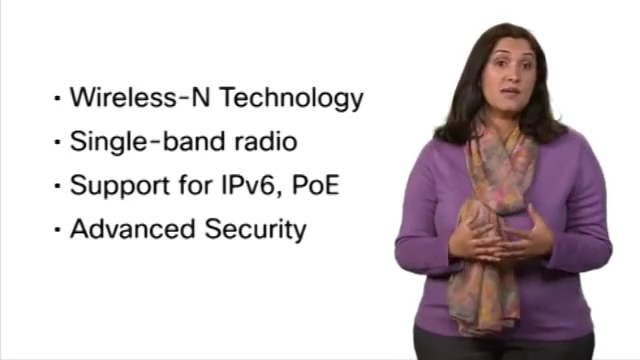 · Wireless-N Technology
· Single-band radio
· Support for IPv6, PoE
· Advanced Security